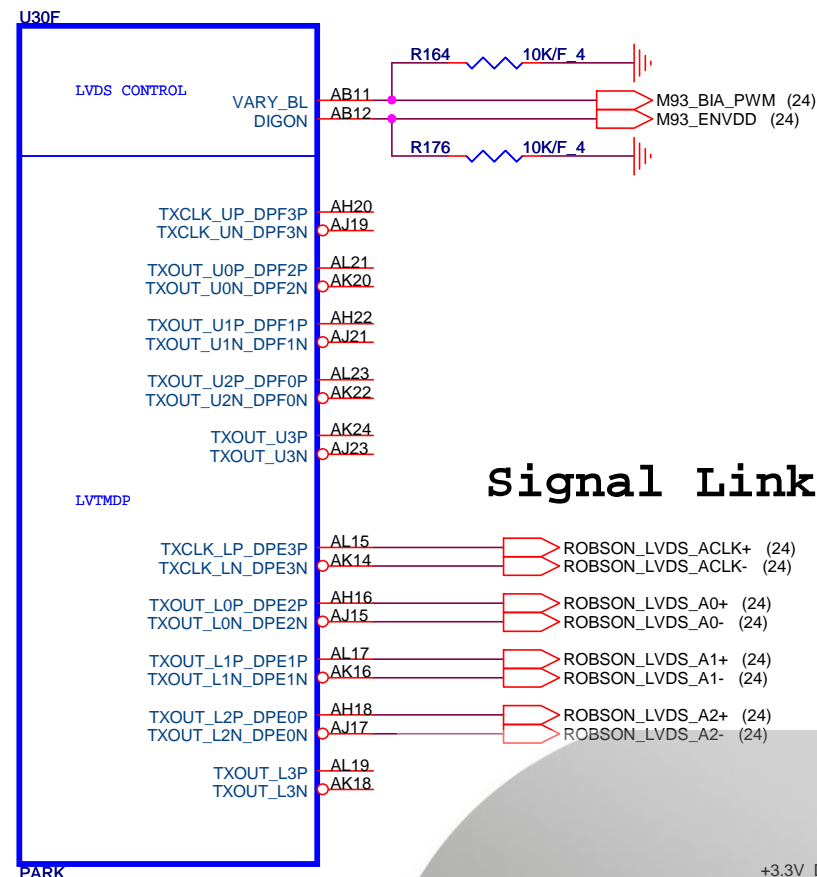 U30F
R164 10K/F_4
LVDS CONTROL
VARY_BL AB11 M93_BIA_PWM (24)
DIGON AB12 M93_ENVDD (24)
R176 10K/F_4
TXCLK_UP_DPF3P AH20
TXCLK_UN_DPF3N AJ19
TXOUT_U0P_DPF2P AL21
TXOUT_U0N_DPF2N AK20
TXOUT_U1P_DPF1P AH22
TXOUT_U1N_DPF1N AJ21
TXOUT_U2P_DPF0P AL23
TXOUT_U2N_DPF0N AK22
TXOUT_U3P AK24
TXOUT_U3N AJ23
Signal Link
LVTMDP
TXCLK_LP_DPE3P AL15 ROBSON_LVDS_ACLK+ (24)
TXCLK_LN_DPE3N AK14 ROBSON_LVDS_ACLK- (24)
TXOUT_L0P_DPE2P AH16 ROBSON_LVDS_A0+ (24)
TXOUT_L0N_DPE2N AJ15 ROBSON_LVDS_A0- (24)
TXOUT_L1P_DPE1P AL17 ROBSON_LVDS_A1+ (24)
TXOUT_L1N_DPE1N AK16 ROBSON_LVDS_A1- (24)
TXOUT_L2P_DPE0P AH18 ROBSON_LVDS_A2+ (24)
TXOUT_L2N_DPE0N AJ17 ROBSON_LVDS_A2- (24)
TXOUT_L3P AL19
TXOUT_L3N AK18
PARK
+3.3V